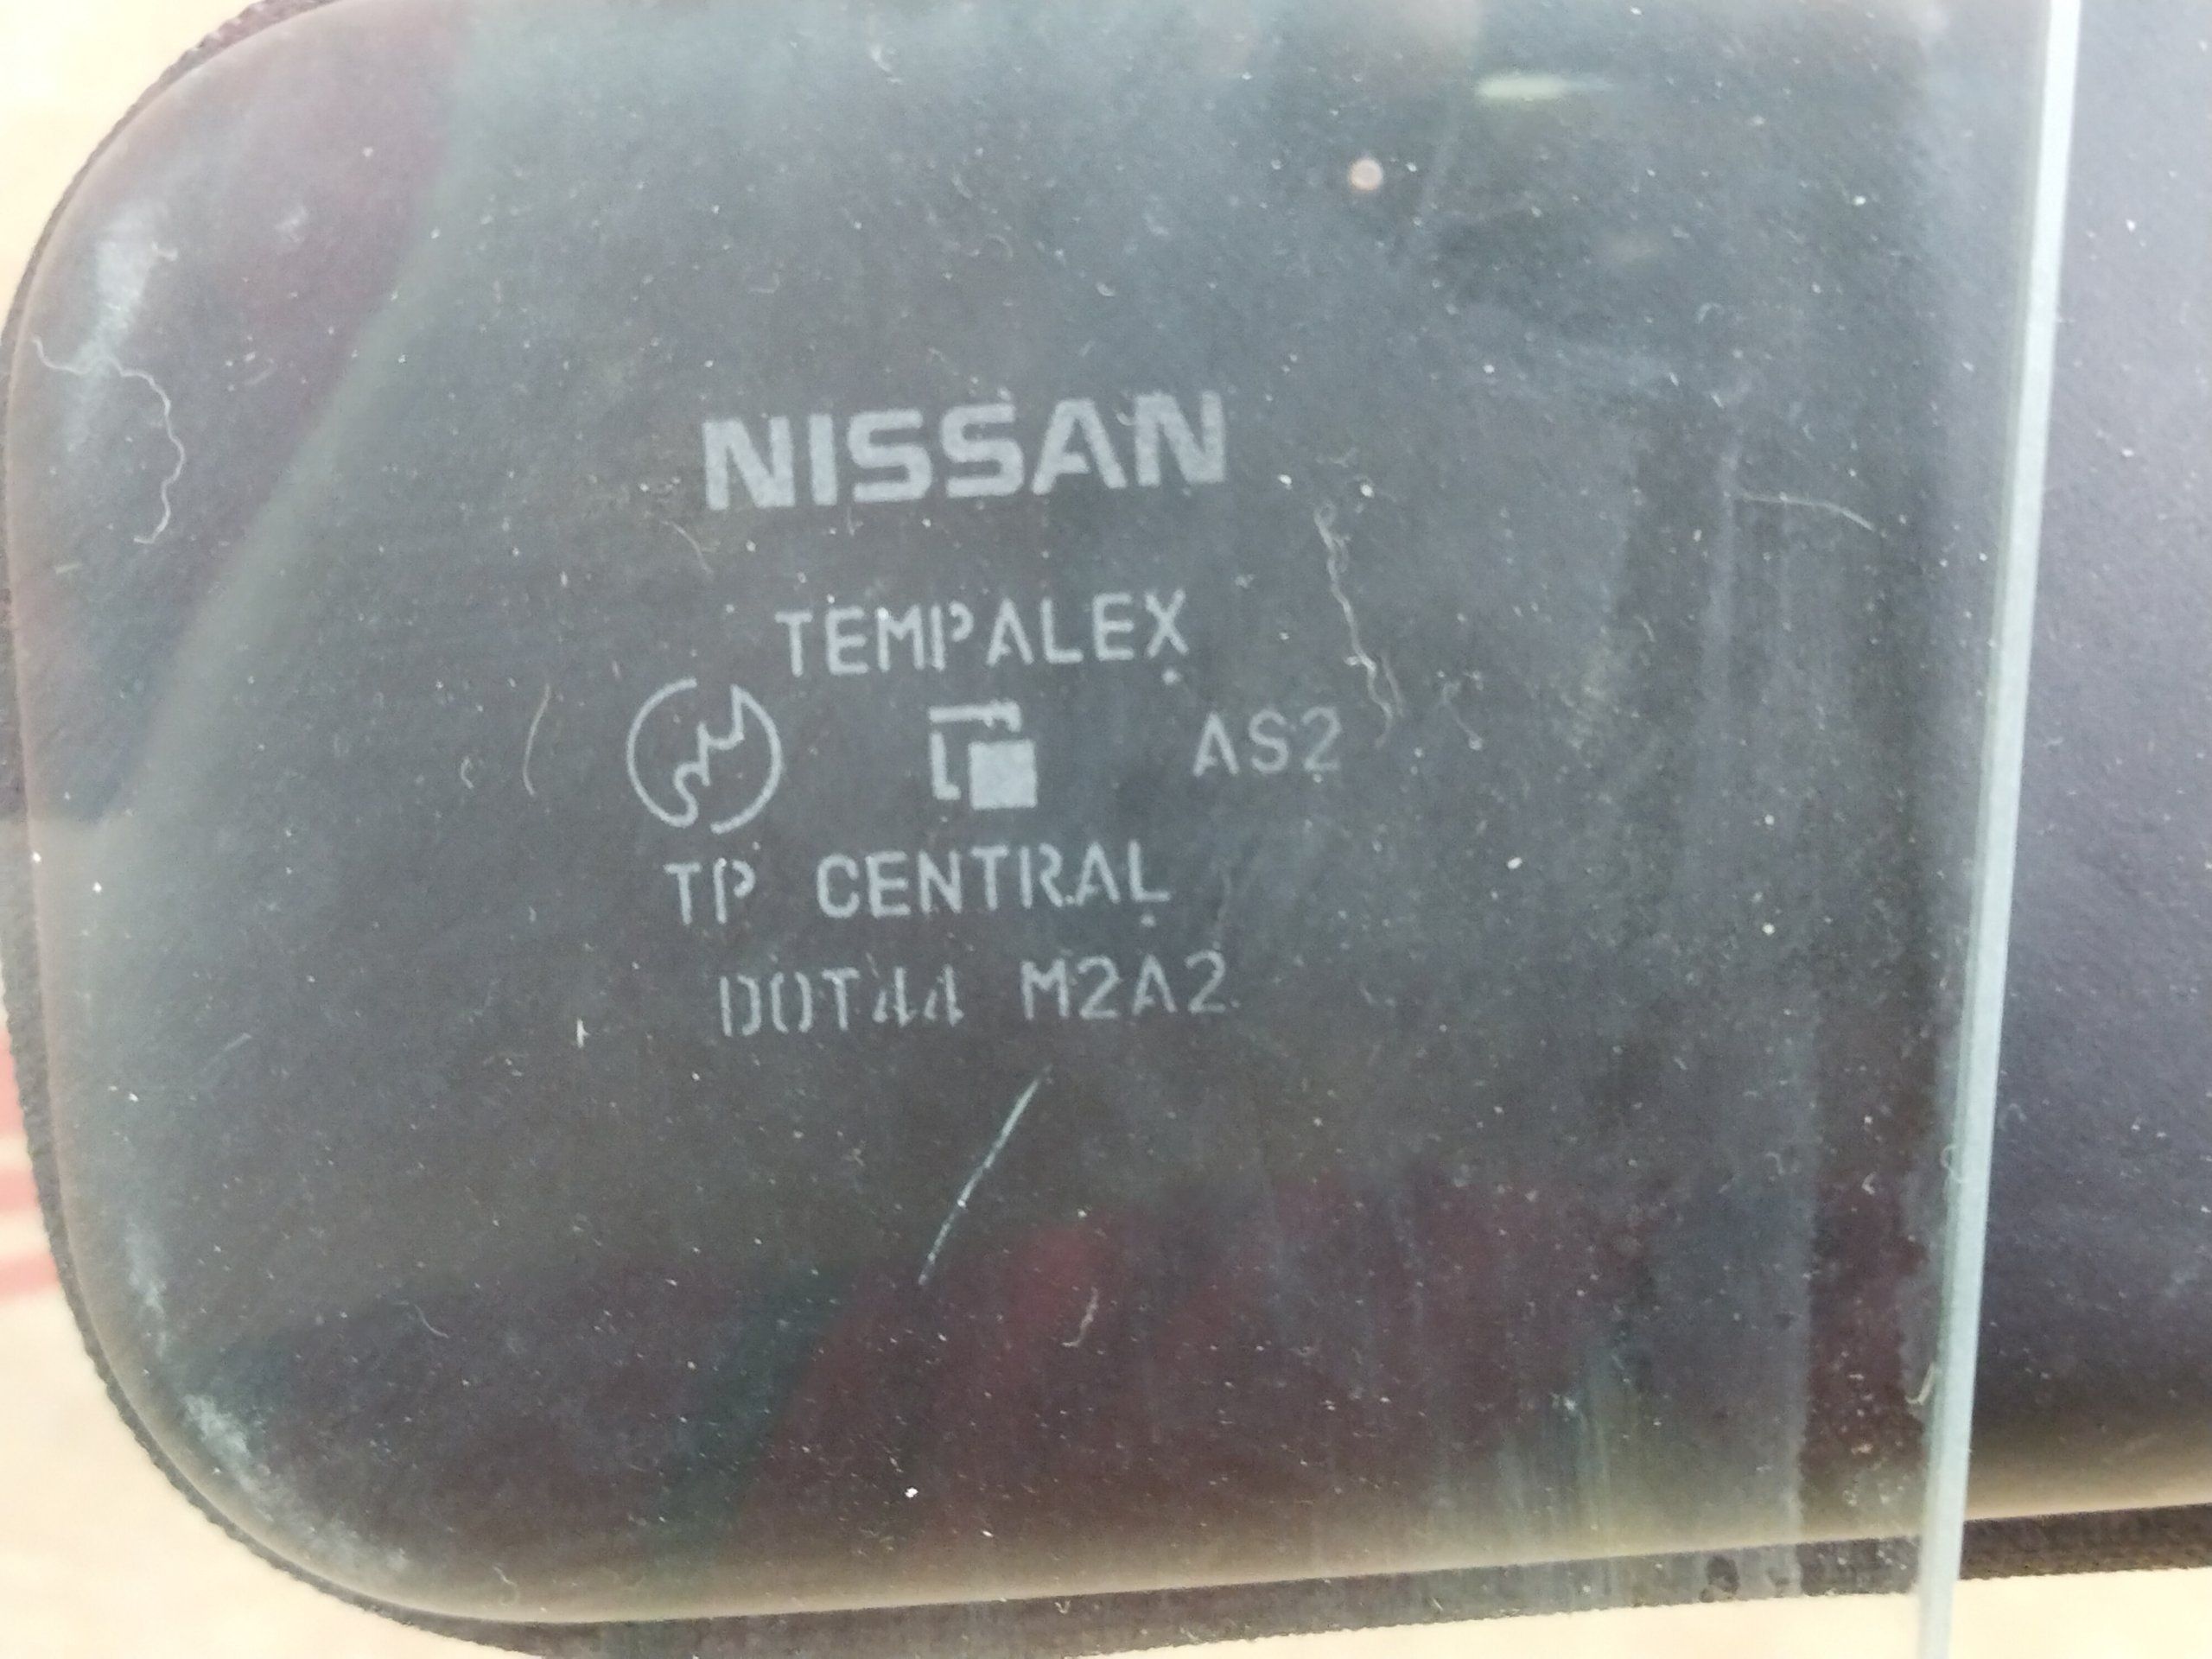 NISSAN
TEMPALEX
AS2
TP CENTRAL
DOT44 M2A2